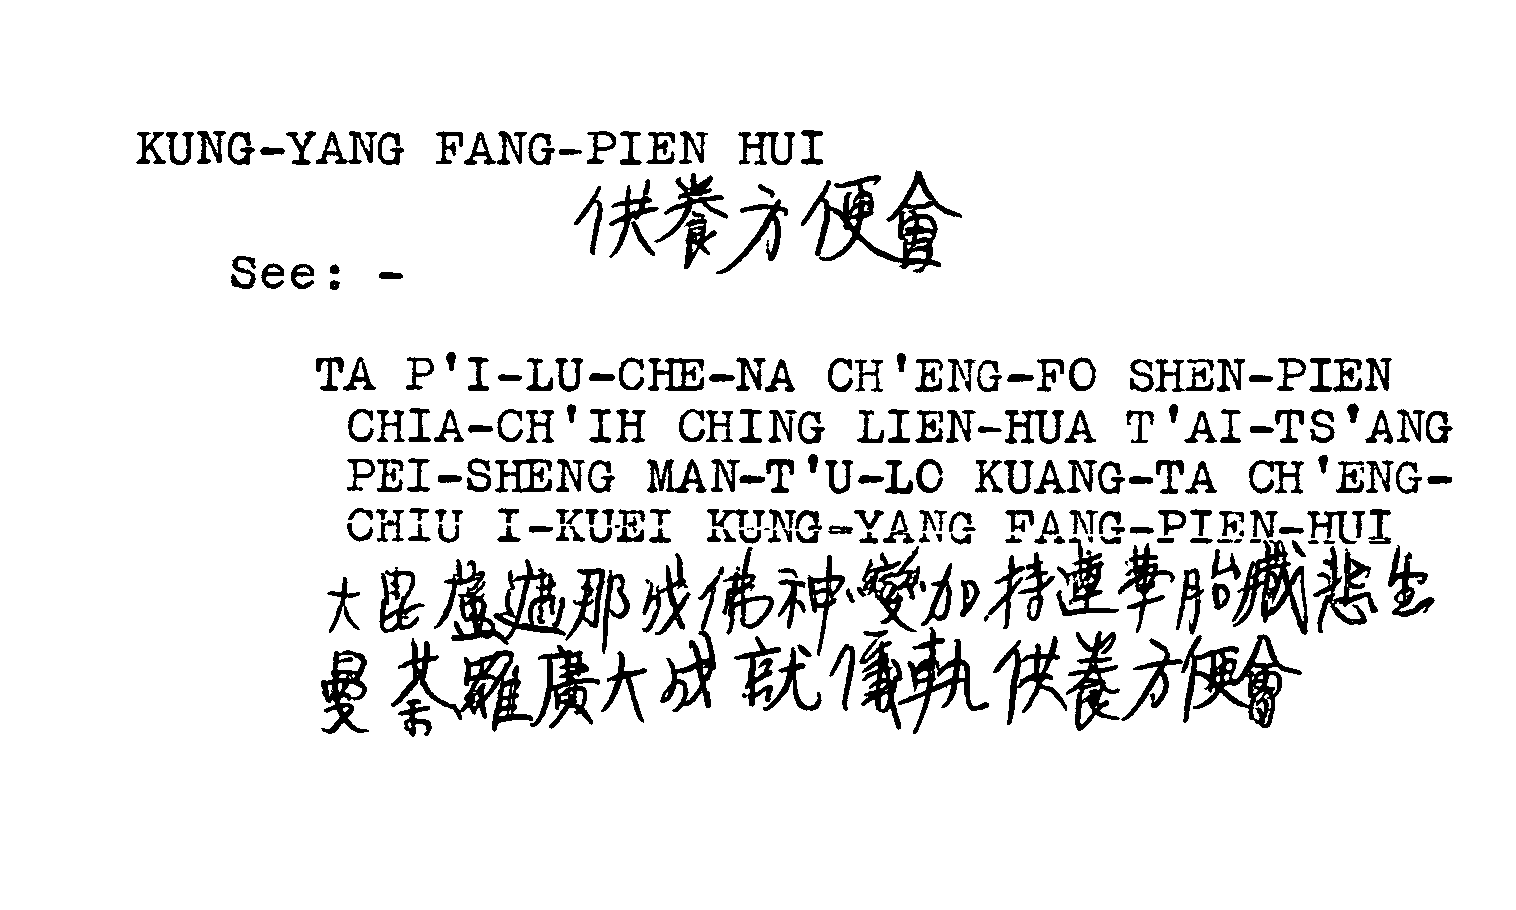 KUNG-YANG FANG-PIEN HUI
供養方便會
See: -
TA P'I-LU-CHE-NA CH'ENG-FO SHEN-PIEN
CHIA-CH'IH CHING LIEN-HUA T'AI-TS'ANG
PEI-SHENG MAN-T'U-LO KUANG-TA CH'ENG-
CHIU I-KUEI KUNG-YANG FANG-PIEN-HUI
大毘盧遮那成佛神變加持蓮華胎藏悲生
曼荼羅廣大成就儀軌供養方便會